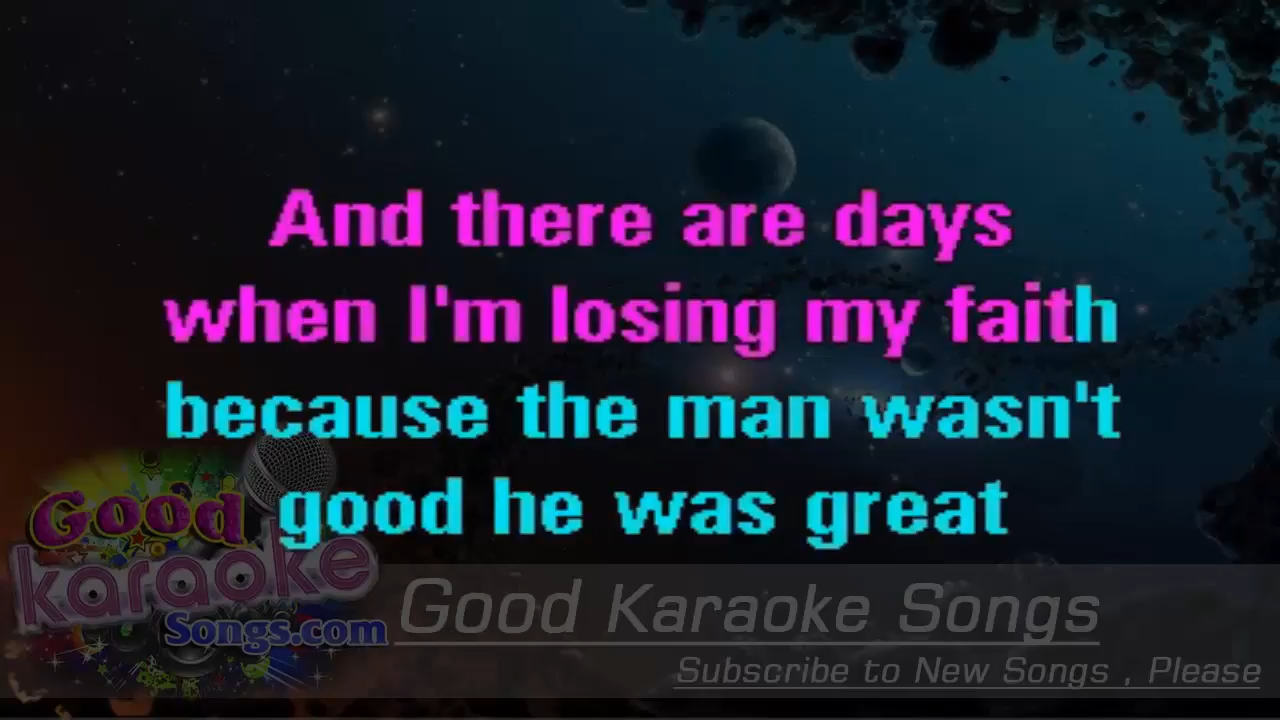 And there are days
when I'm losing my faith
because the man wasn't
good he was great
Good
karaoke
Songs.com
Good Karaoke Songs
Subscribe to New Songs , Please